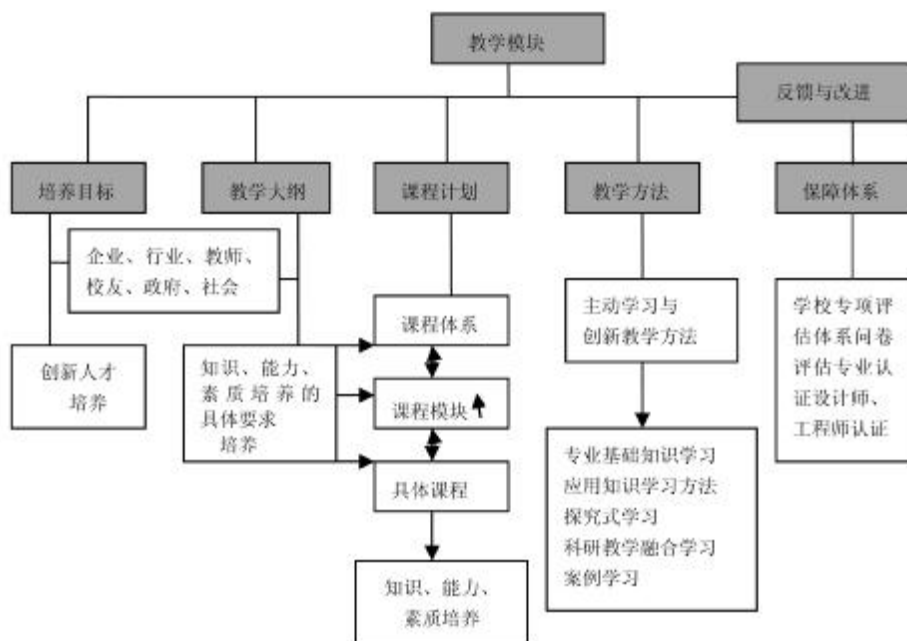 教学模块
反馈与改进
培养目标
教学大纲
课程计划
教学方法
保障体系
企业、行业、教师、
校友、政府、社会
创新人才
培养
知识、能力、
素质培养的
具体要求
培养
课程体系
课程模块
具体课程
知识、能力、
素质培养
主动学习与
创新教学方法
专业基础知识学习
应用知识学习方法
探究式学习
科研教学融合学习
案例学习
学校专项评
估体系问卷
评估专业认
证设计师、
工程师认证